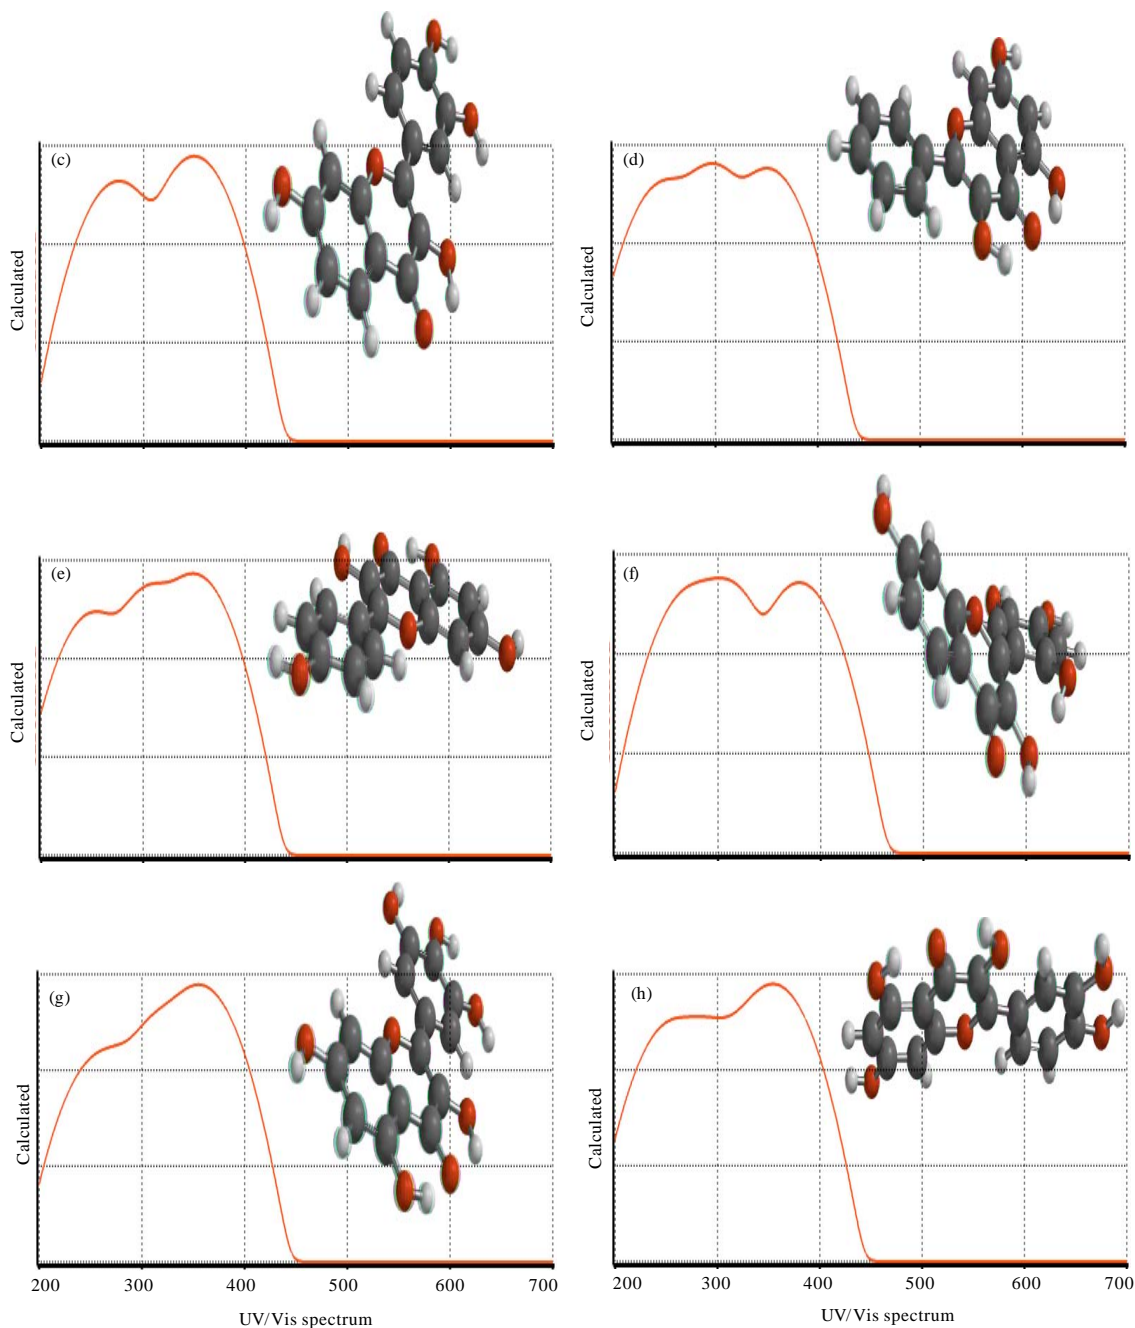 (c)
Calculated
(d)
Calculated
(e)
Calculated
(f)
Calculated
(g)
Calculated
200 300 400 500 600 700
UV/Vis spectrum
(h)
Calculated
200 300 400 500 600 700
UV/Vis spectrum